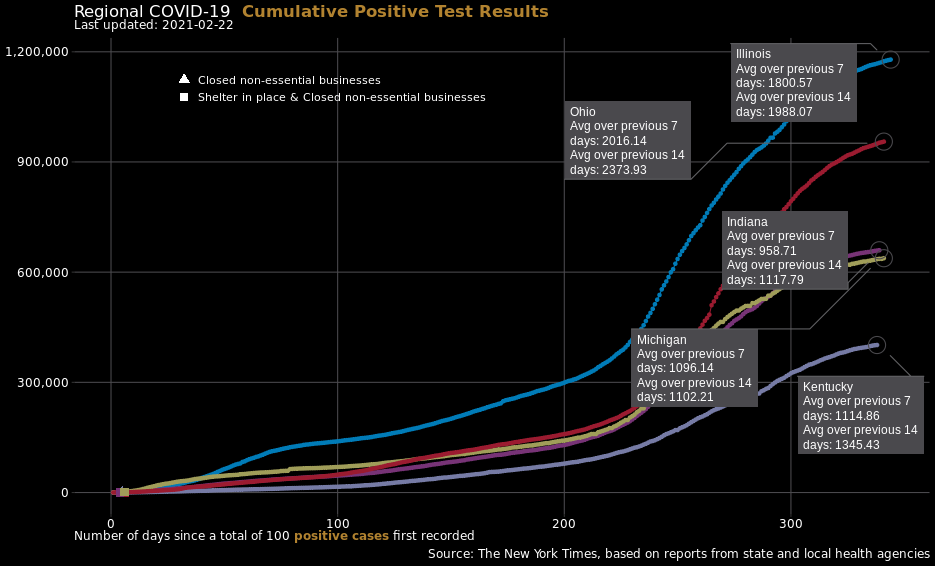 Regional COVID-19 Cumulative Positive Test Results
Last updated: 2021-02-22
1,200,000
900,000
600,000
300,000
0
Closed non-essential businesses
Shelter in place & Closed non-essential businesses
Illinois
Avg over previous 7
days: 1800.57
Avg over previous 14
days: 1988.07
Ohio
Avg over previous 7
days: 2016.14
Avg over previous 14
days: 2373.93
Indiana
Avg over previous 7
days: 958.71
Avg over previous 14
days: 1117.79
Michigan
Avg over previous 7
days: 1096.14
Avg over previous 14
days: 1102.21
Kentucky
Avg over previous 7
days: 1114.86
Avg over previous 14
days: 1345.43
0 100 200 300
Number of days since a total of 100 positive cases first recorded
Source: The New York Times, based on reports from state and local health agencies